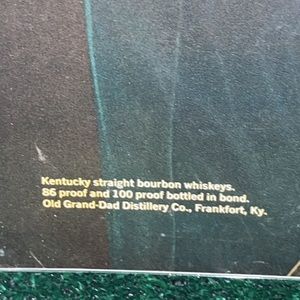 Kentucky straight bourbon whiskeys.
86 proof and 100 proof bottled in bond.
Old Grand-Dad Distillery Co., Frankfort, Ky.